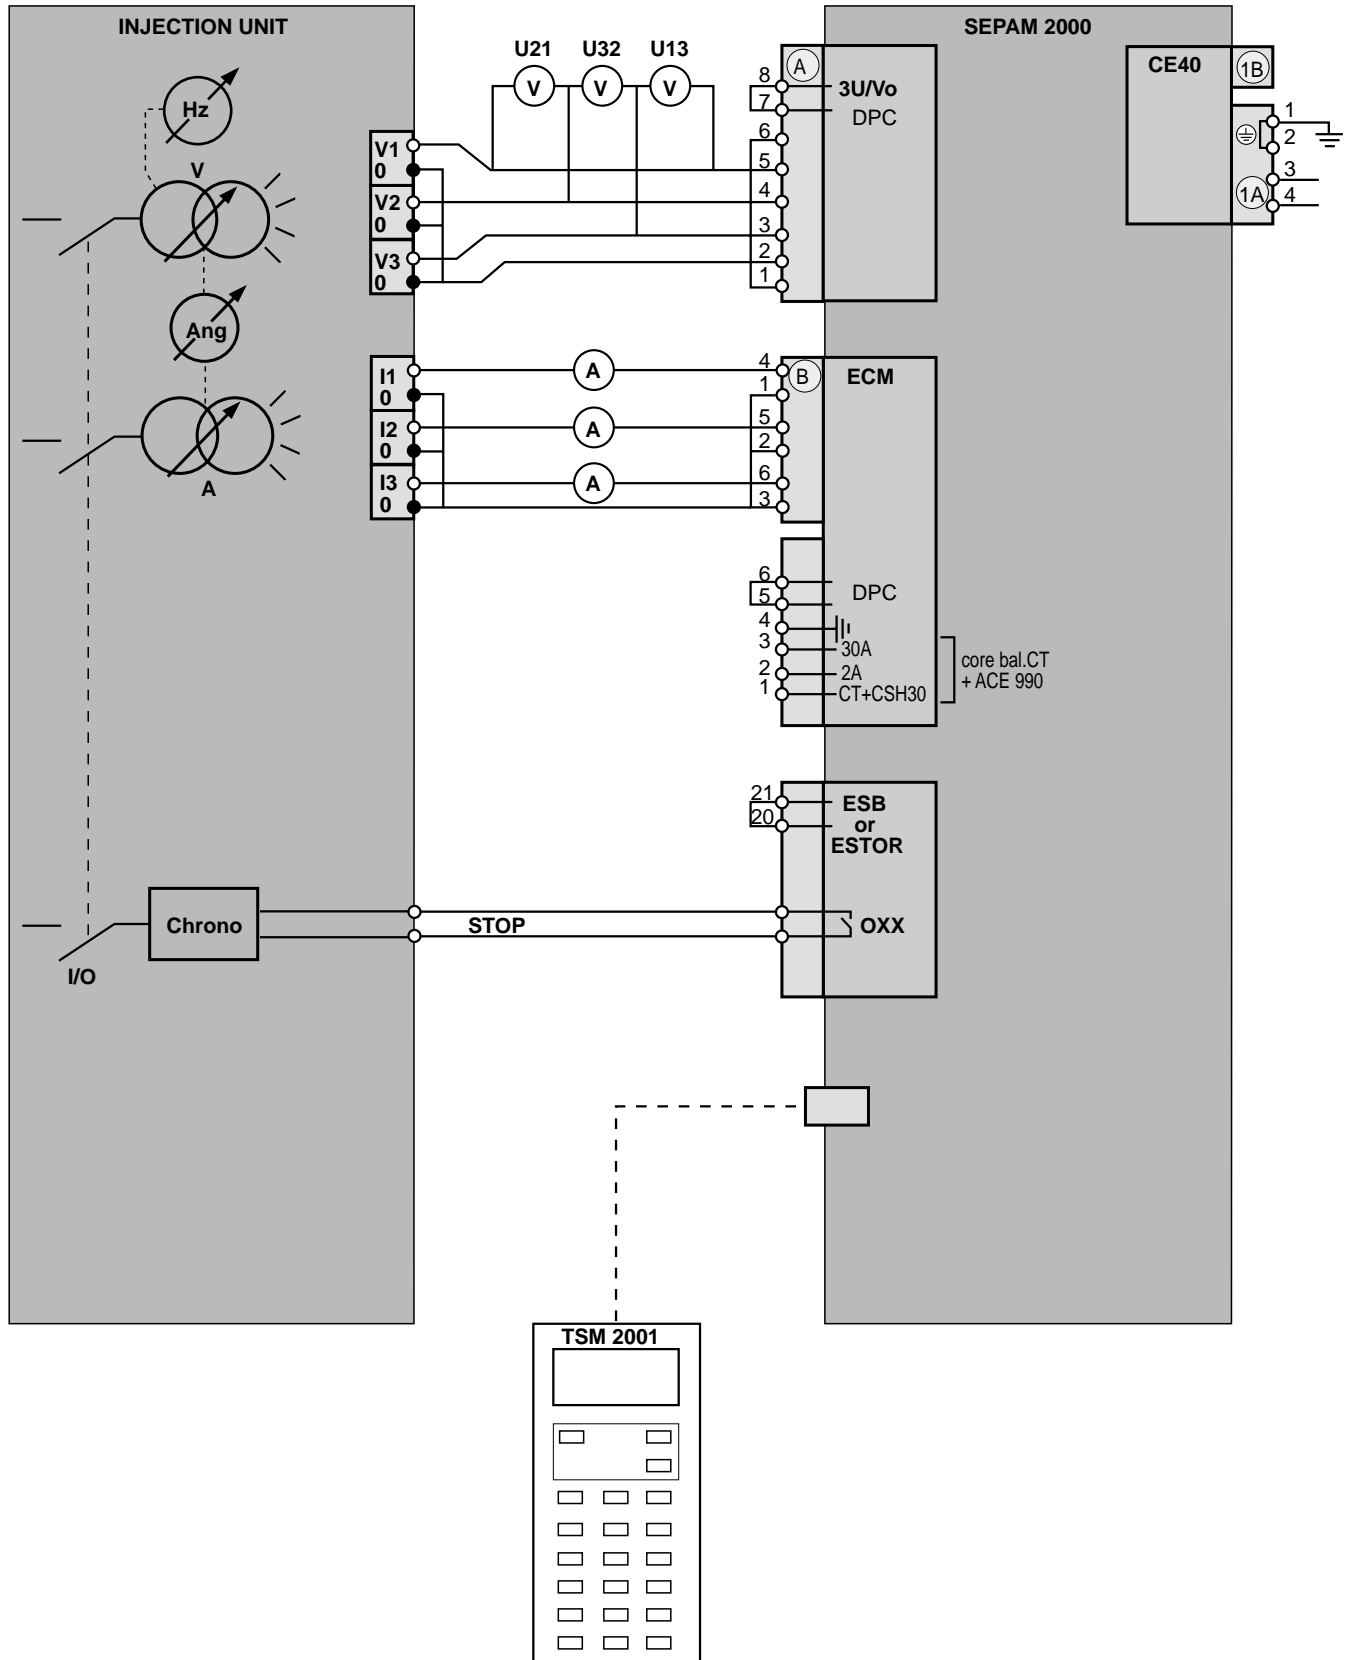 INJECTION UNIT
SEPAM 2000
U21 U32 U13
V V V
Hz
V
Ang
A
V1
0
V2
0
V3
0
8
7
6
5
4
3
2
1
A
3U/Vo
DPC
CE40
1B
1
2
3
4
1A
I1
0
I2
0
I3
0
A
A
A
4
1
5
2
6
3
B
ECM
6
5
4
3
2
1
DPC
30A
2A
CT+CSH30
core bal.CT
+ ACE 990
21
20
ESB
or
ESTOR
Chrono
I/O
STOP
OXX
TSM 2001